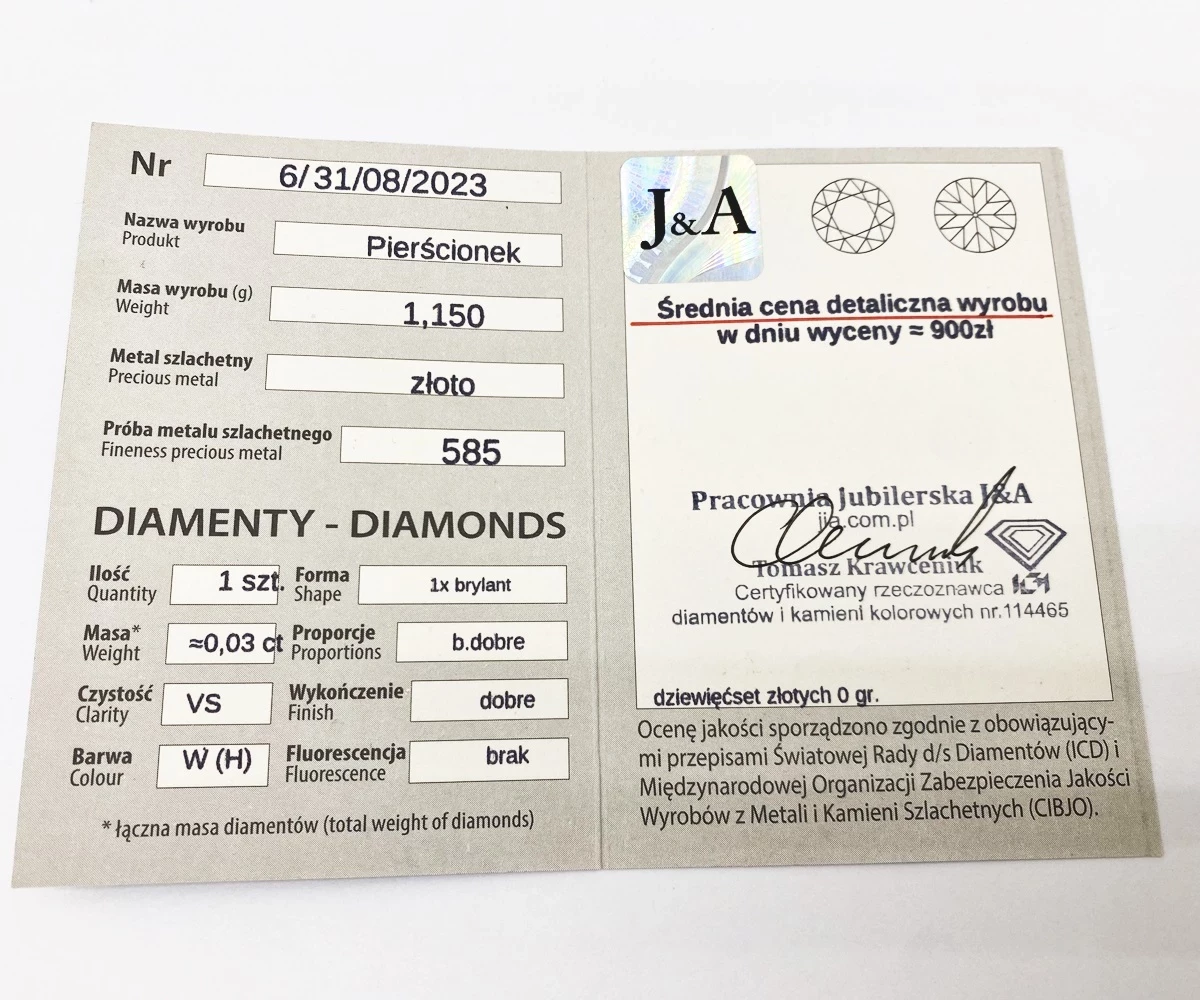 Nr 6/31/08/2023
Nazwa wyrobu
Produkt
Pierścionek
Masa wyrobu (g)
Weight
1,150
Metal szlachetny
Precious metal
złoto
Próba metalu szlachetnego
Fineness precious metal
585
DIAMENTY - DIAMONDS
Ilość
Quantity
1 szt.
Forma
Shape
1x brylant
Masa*
Weight
≈0,03 ct
Proporcje
Proportions
b.dobre
Czystość
Clarity
VS
Wykończenie
Finish
dobre
Barwa
Colour
W (H)
Fluorescencja
Fluorescence
brak
* łączna masa diamentów (total weight of diamonds)
J&A
Średnia cena detaliczna wyrobu
w dniu wyceny ≈ 900zł
Pracownia Jubilerska J&A
jia.com.pl
Tomasz Krawceniuk
Certyfikowany rzeczoznawca
diamentów i kamieni kolorowych nr.114465
dziewięćset złotych 0 gr.
Ocenę jakości sporządzono zgodnie z obowiązujący-
mi przepisami Światowej Rady d/s Diamentów (ICD) i
Międzynarodowej Organizacji Zabezpieczenia Jakości
Wyrobów z Metali i Kamieni Szlachetnych (CIBJO).